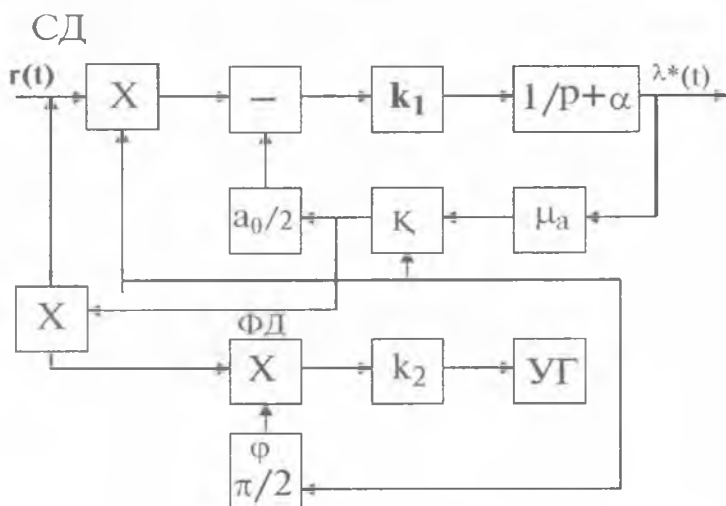 СД
r(t)
X
–
k₁
1/p+α
λ*(t)
a₀/2
К
μₐ
X
ФД
X
k₂
УГ
φ
π/2